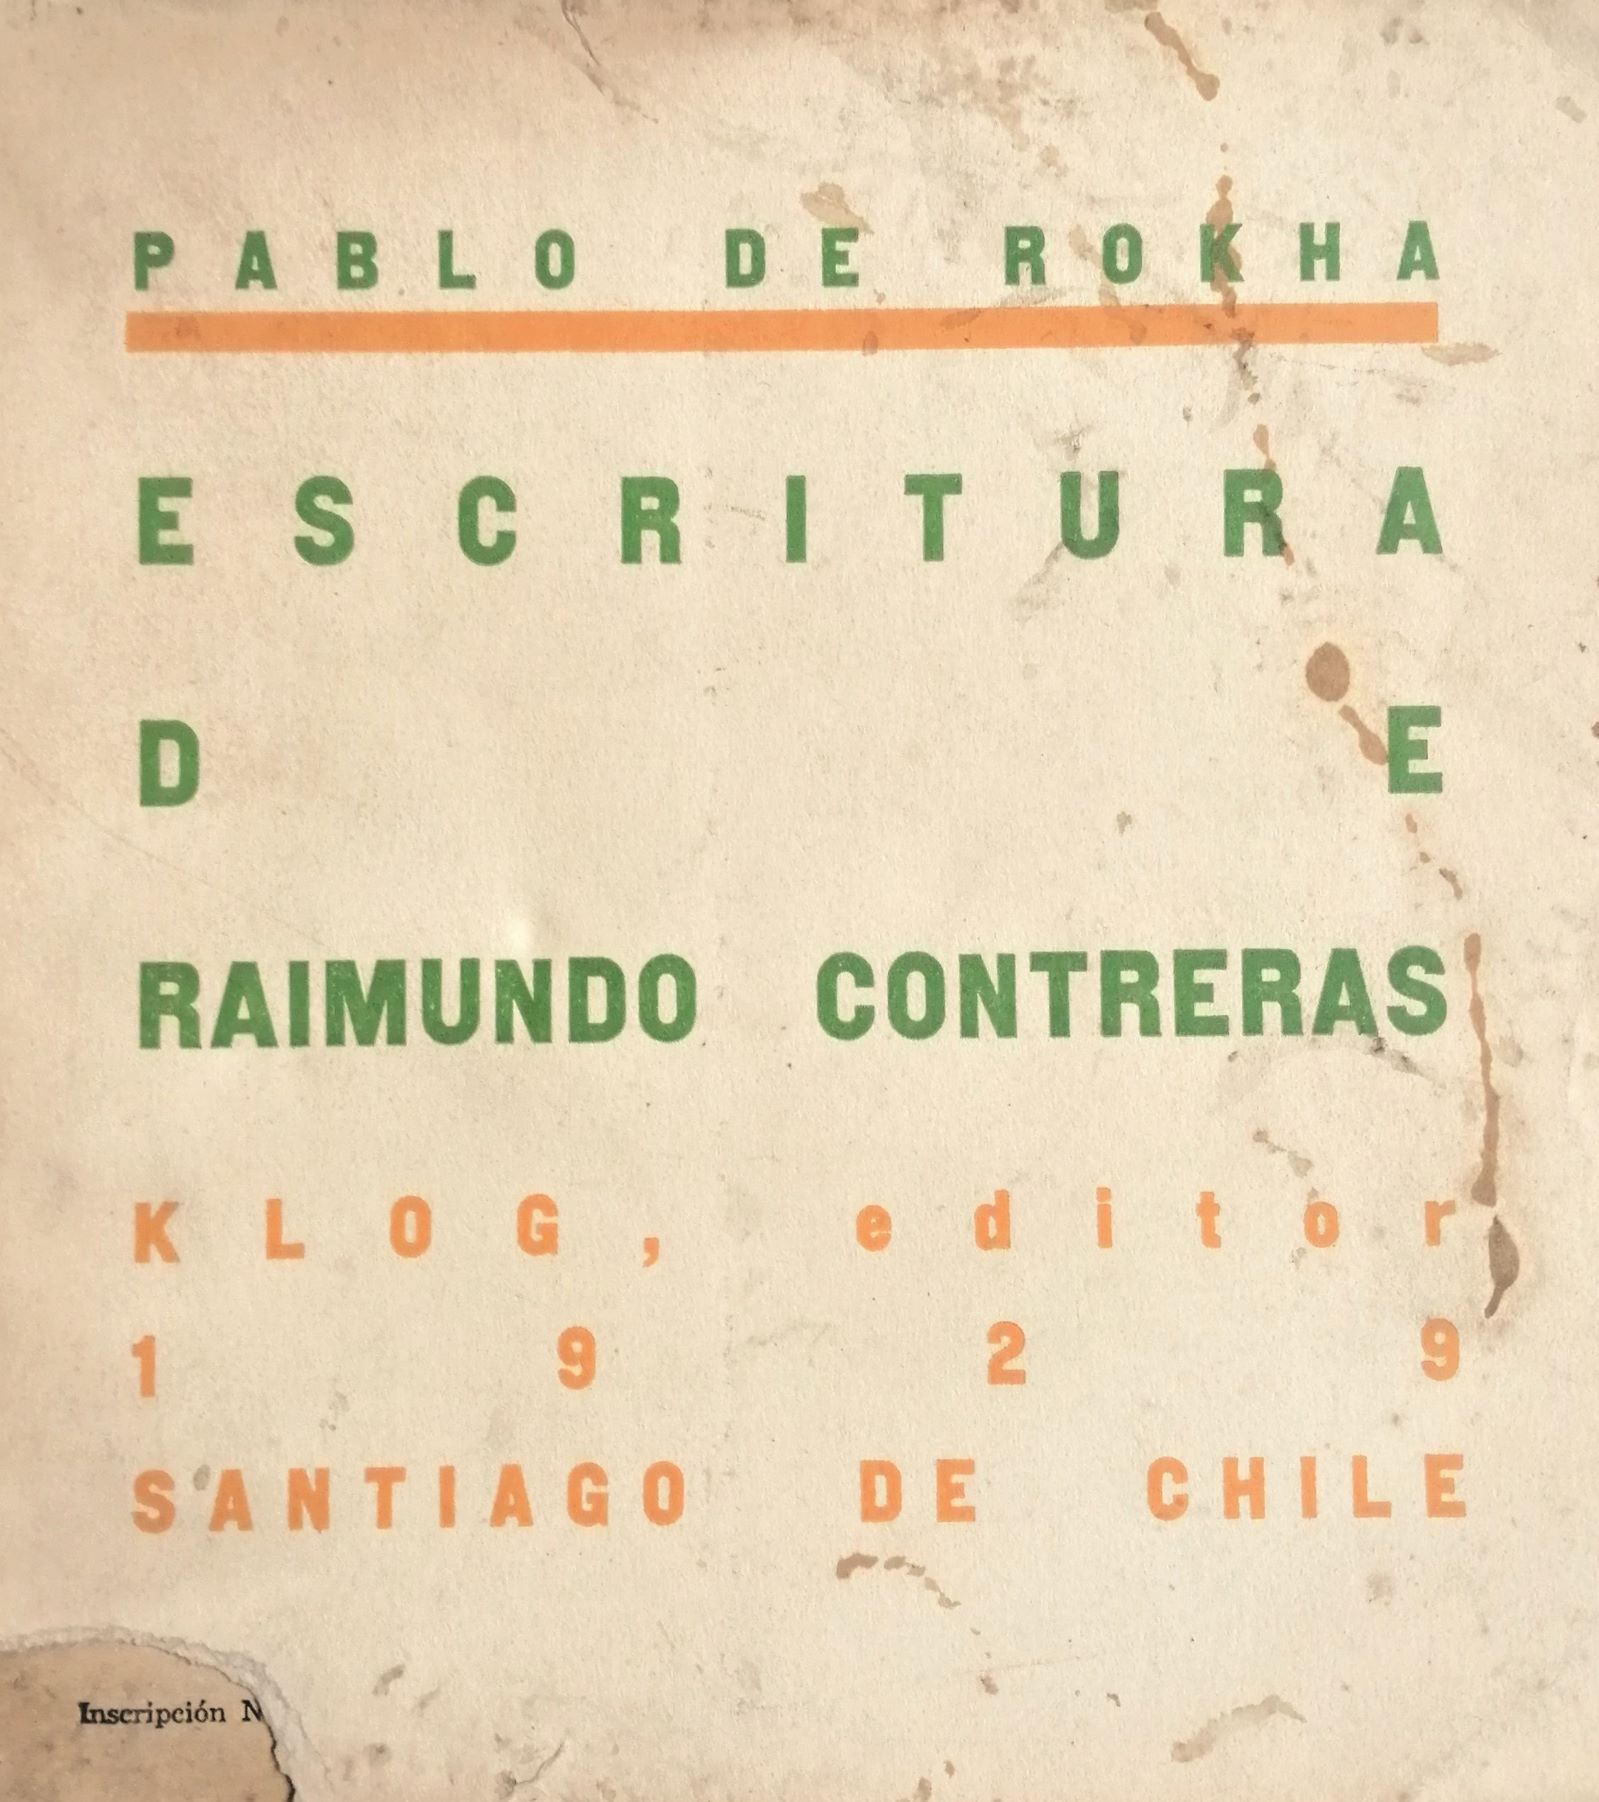 PABLO DE ROKHA
ESCRITURA
DE
RAIMUNDO CONTRERAS
KLOG, editor
1929
SANTIAGO DE CHILE
Inscripción N